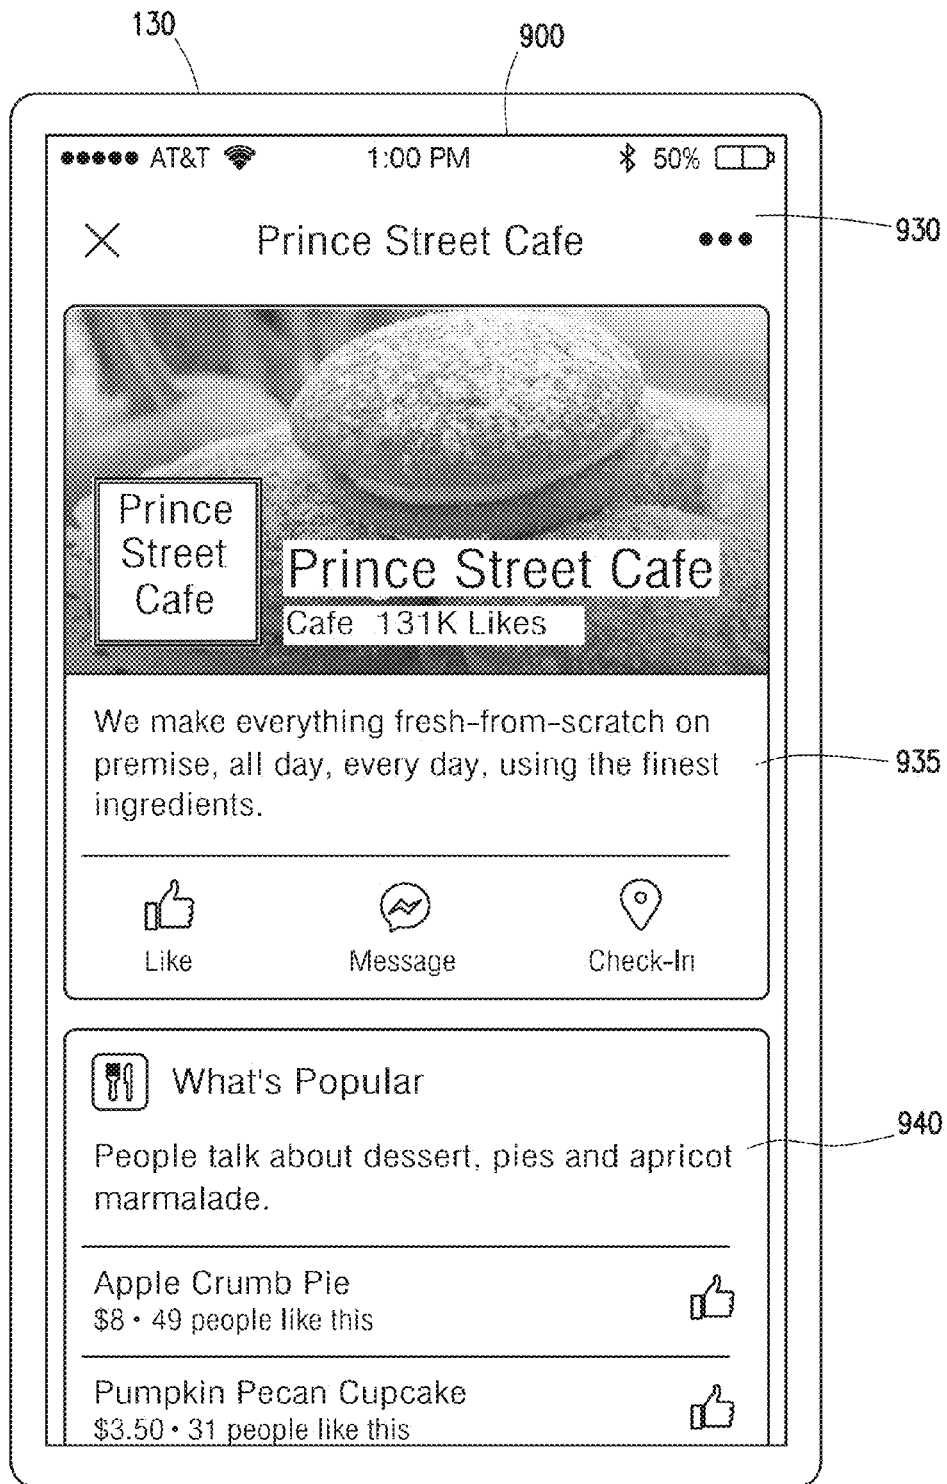 130
900
●●●●● AT&T 1:00 PM 50%
930
Prince Street Cafe •••
Prince
Street
Cafe
Prince Street Cafe
Cafe 131K Likes
We make everything fresh-from-scratch on
premise, all day, every day, using the finest
ingredients.
935
Like Message Check-In
What's Popular
940
People talk about dessert, pies and apricot
marmalade.
Apple Crumb Pie
$8 • 49 people like this
Pumpkin Pecan Cupcake
$3.50 • 31 people like this